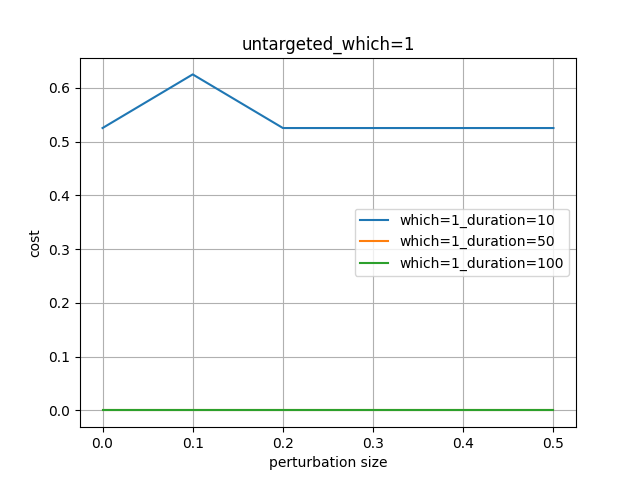 untargeted_which=1
0.6
0.5
0.4
0.3
0.2
0.1
0.0
cost
which=1_duration=10
which=1_duration=50
which=1_duration=100
0.0 0.1 0.2 0.3 0.4 0.5
perturbation size